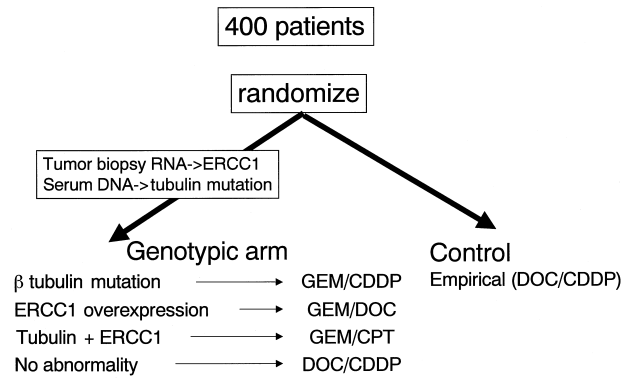 400 patients
randomize
Tumor biopsy RNA->ERCC1
Serum DNA->tubulin mutation
Genotypic arm
β tubulin mutation GEM/CDDP
ERCC1 overexpression GEM/DOC
Tubulin + ERCC1 GEM/CPT
No abnormality DOC/CDDP
Control
Empirical (DOC/CDDP)